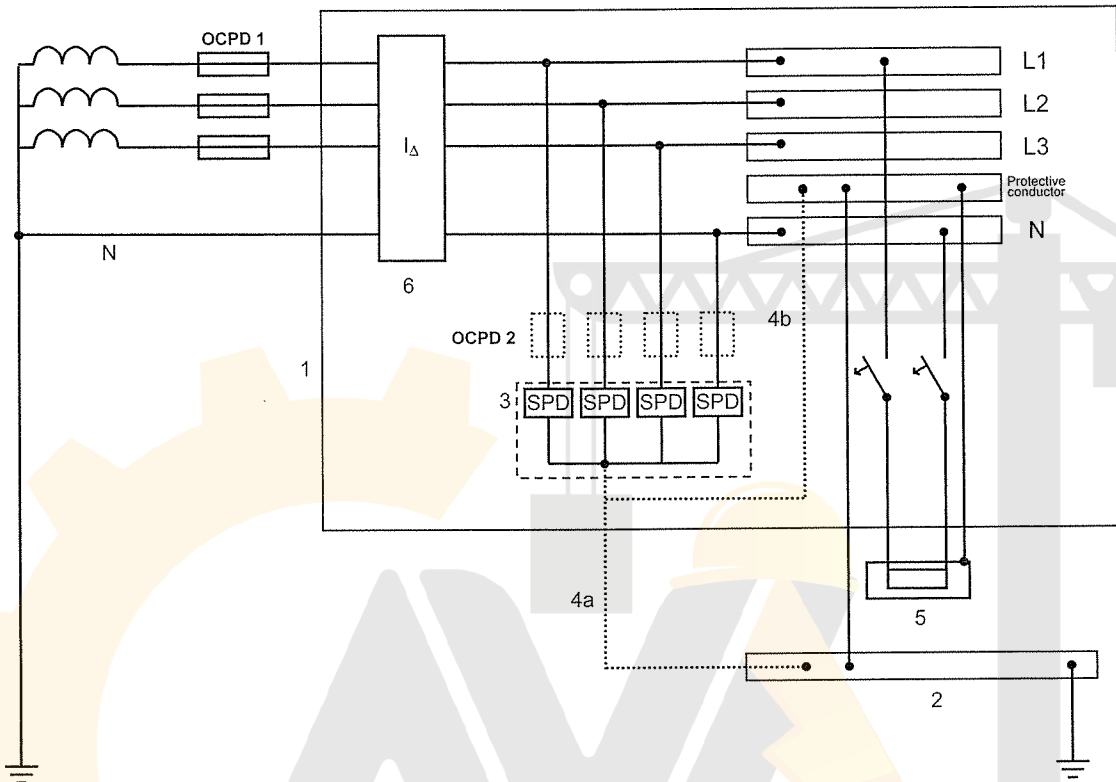 OCPD 1
L1
L2
I∆
L3
Protective
conductor
N
N
6
4b
OCPD 2
1
3
SPD
SPD
SPD
SPD
4a
5
2